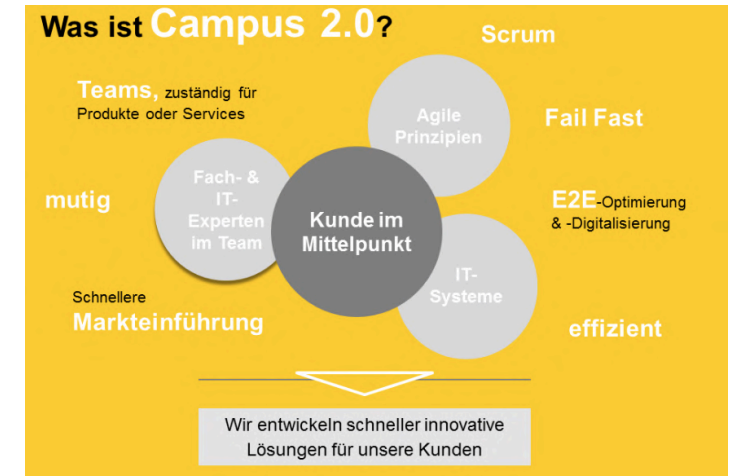 Was ist Campus 2.0?
Scrum
Teams, zuständig für
Produkte oder Services
Agile
Prinzipien
Fail Fast
Fach- &
IT-
Experten
im Team
mutig
Kunde im
Mittelpunkt
E2E-Optimierung
& -Digitalisierung
IT-
Systeme
Schnellere
Markteinführung
effizient
Wir entwickeln schneller innovative
Lösungen für unsere Kunden